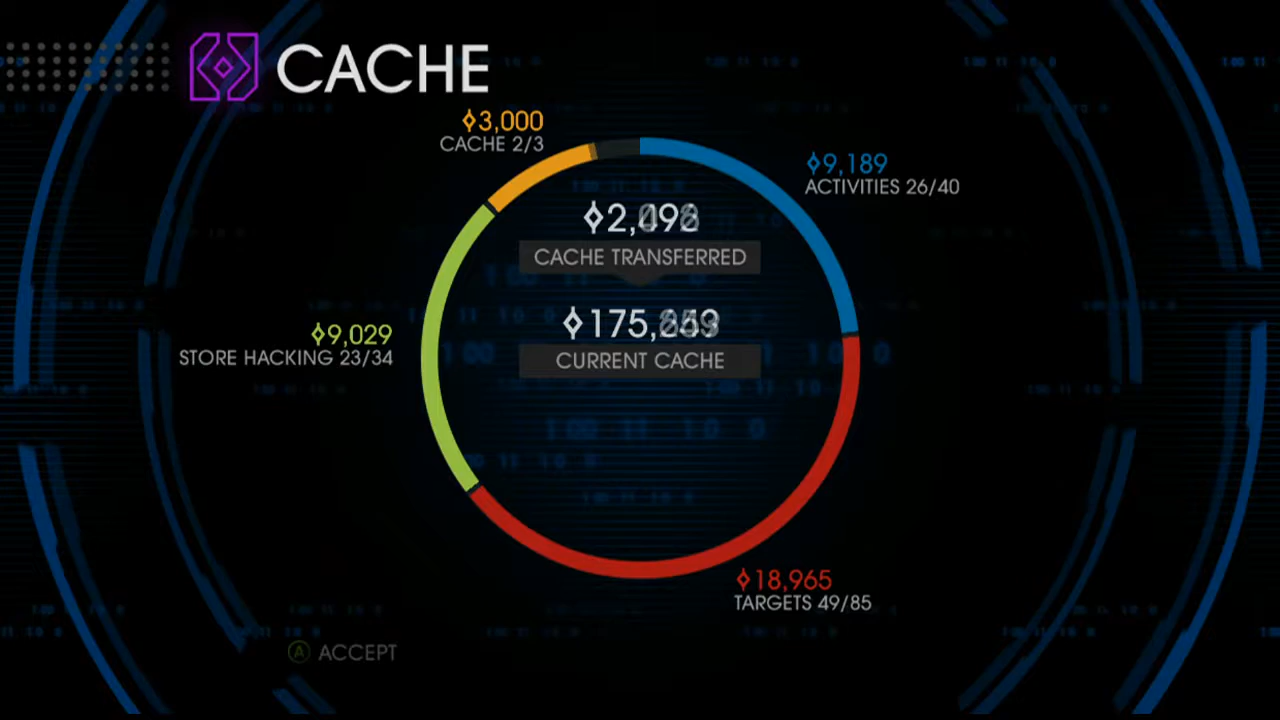 CACHE
3,000
CACHE 2/3
9,189
ACTIVITIES 26/40
CACHE TRANSFERRED
CURRENT CACHE
9,029
STORE HACKING 23/34
18,965
TARGETS 49/85
A ACCEPT